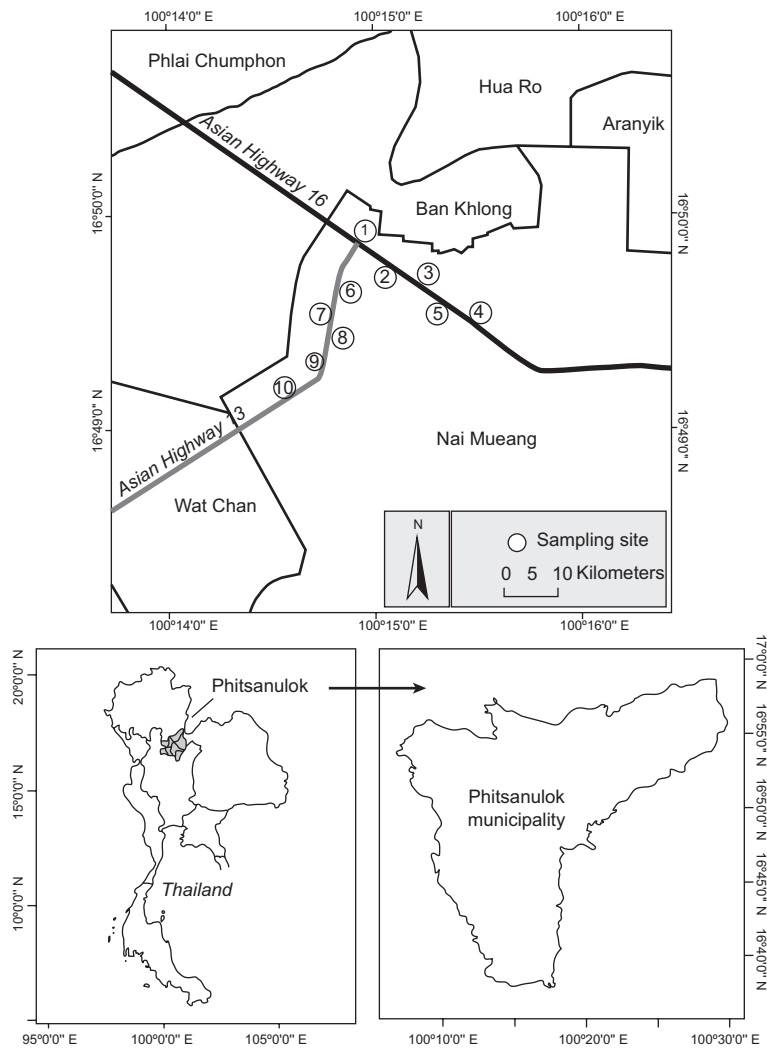 100°14'0" E
100°15'0" E
100°16'0" E
Phlai Chumphon
Hua Ro
Aranyik
Asian Highway 16
16°50'0" N
16°50'0" N
Ban Khlong
1
2
3
4
5
6
7
8
9
10
16°49'0" N
16°49'0" N
Asian Highway 13
Nai Mueang
Wat Chan
N
Sampling site
0 5 10 Kilometers
100°14'0" E
100°15'0" E
100°16'0" E
20°0'0" N
15°0'0" N
10°0'0" N
Phitsanulok
Thailand
95°0'0" E
100°0'0" E
105°0'0" E
Phitsanulok
municipality
17°0'0" N
16°55'0" N
16°50'0" N
16°45'0" N
16°40'0" N
100°10'0" E
100°20'0" E
100°30'0" E